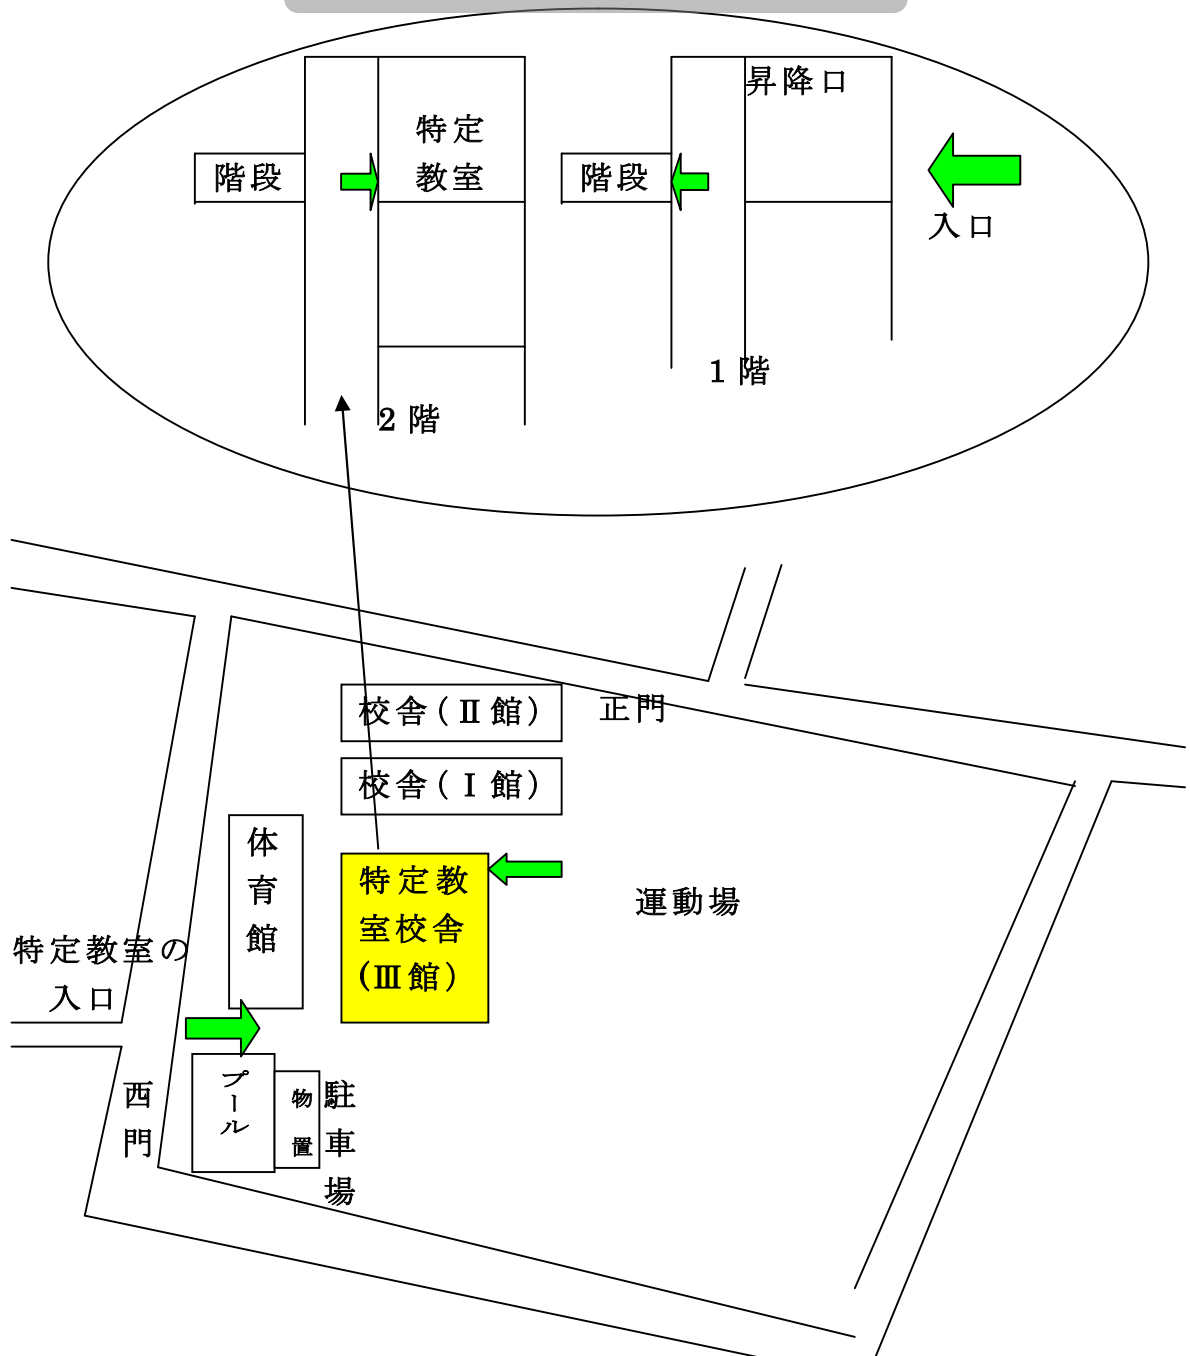 昇降口
特定
教室
階段
階段
入口
1階
2階
校舎(Ⅱ館)
正門
校舎(Ⅰ館)
体
育
館
特定教
室校舎
(Ⅲ館)
運動場
特定教室の
入口
西
門
プール
物
置
駐
車
場